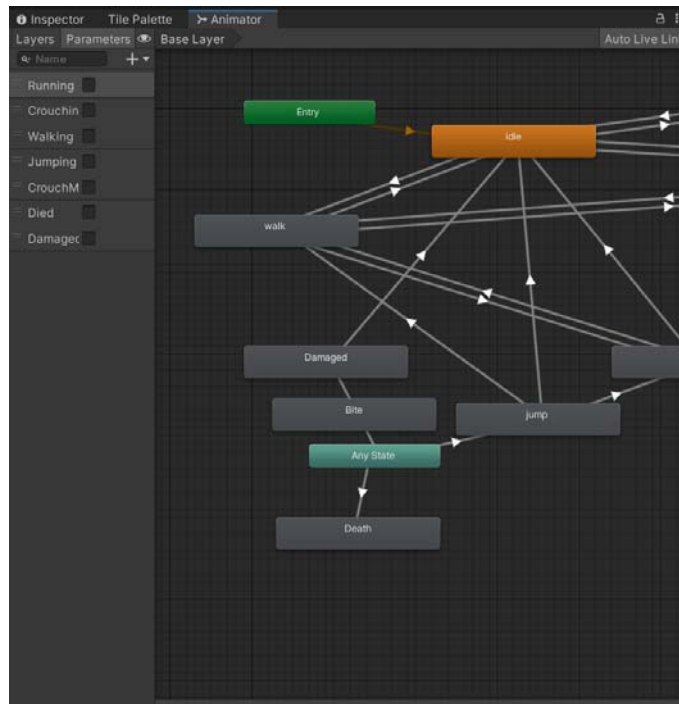 Inspector Tile Palette Animator
Layers Parameters Base Layer Auto Live Lin
Name
Running
Crouchin
Walking
Jumping
CrouchM
Died
Damagec
Entry
Idle
walk
Damaged
Bite
jump
Any State
Death